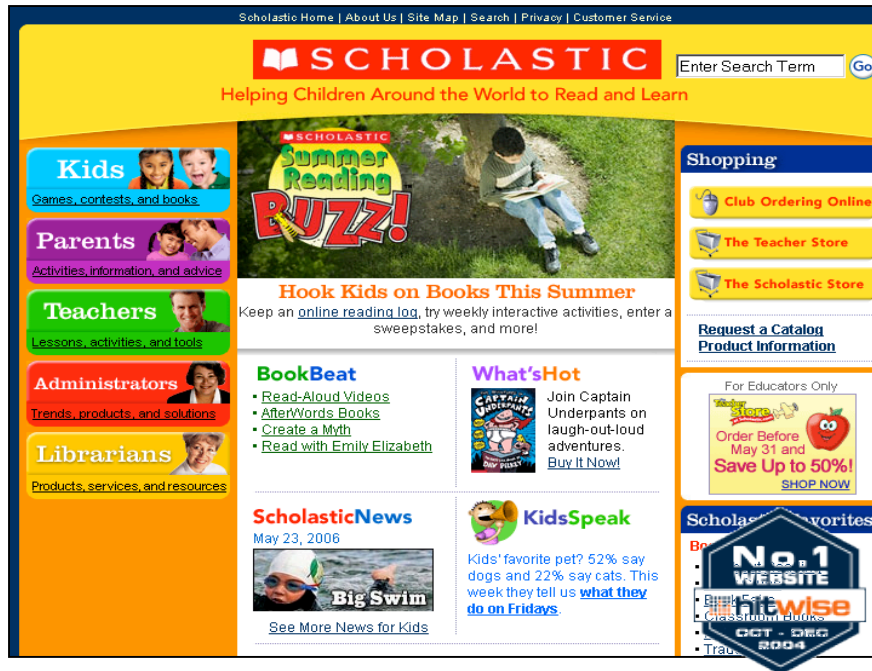 Scholastic Home | About Us | Site Map | Search | Privacy | Customer Service
SCHOLASTIC
Enter Search Term
Go
Helping Children Around the World to Read and Learn
Kids
Games, contests, and books
Parents
Activities, information, and advice
Teachers
Lessons, activities, and tools
Administrators
Trends, products, and solutions
Librarians
Products, services, and resources
SCHOLASTIC
Summer
Reading
BUZZ!
TM
Hook Kids on Books This Summer
Keep an online reading log, try weekly interactive activities, enter a
sweepstakes, and more!
BookBeat
• Read-Aloud Videos
• AfterWords Books
• Create a Myth
• Read with Emily Elizabeth
What'sHot
CAPTAIN
UNDERPANTS
DAV PILKEY
Join Captain
Underpants on
laugh-out-loud
adventures.
Buy It Now!
ScholasticNews
May 23, 2006
Big Swim
See More News for Kids
KidsSpeak
Kids' favorite pet? 52% say
dogs and 22% say cats. This
week they tell us what they
do on Fridays.
Shopping
Club Ordering Online
The Teacher Store
The Scholastic Store
Request a Catalog
Product Information
For Educators Only
Teacher
Store
Order Before
May 31 and
Save Up to 50%!
SHOP NOW
No.1
WEBSITE
hitwise
OCT - DEC
2004